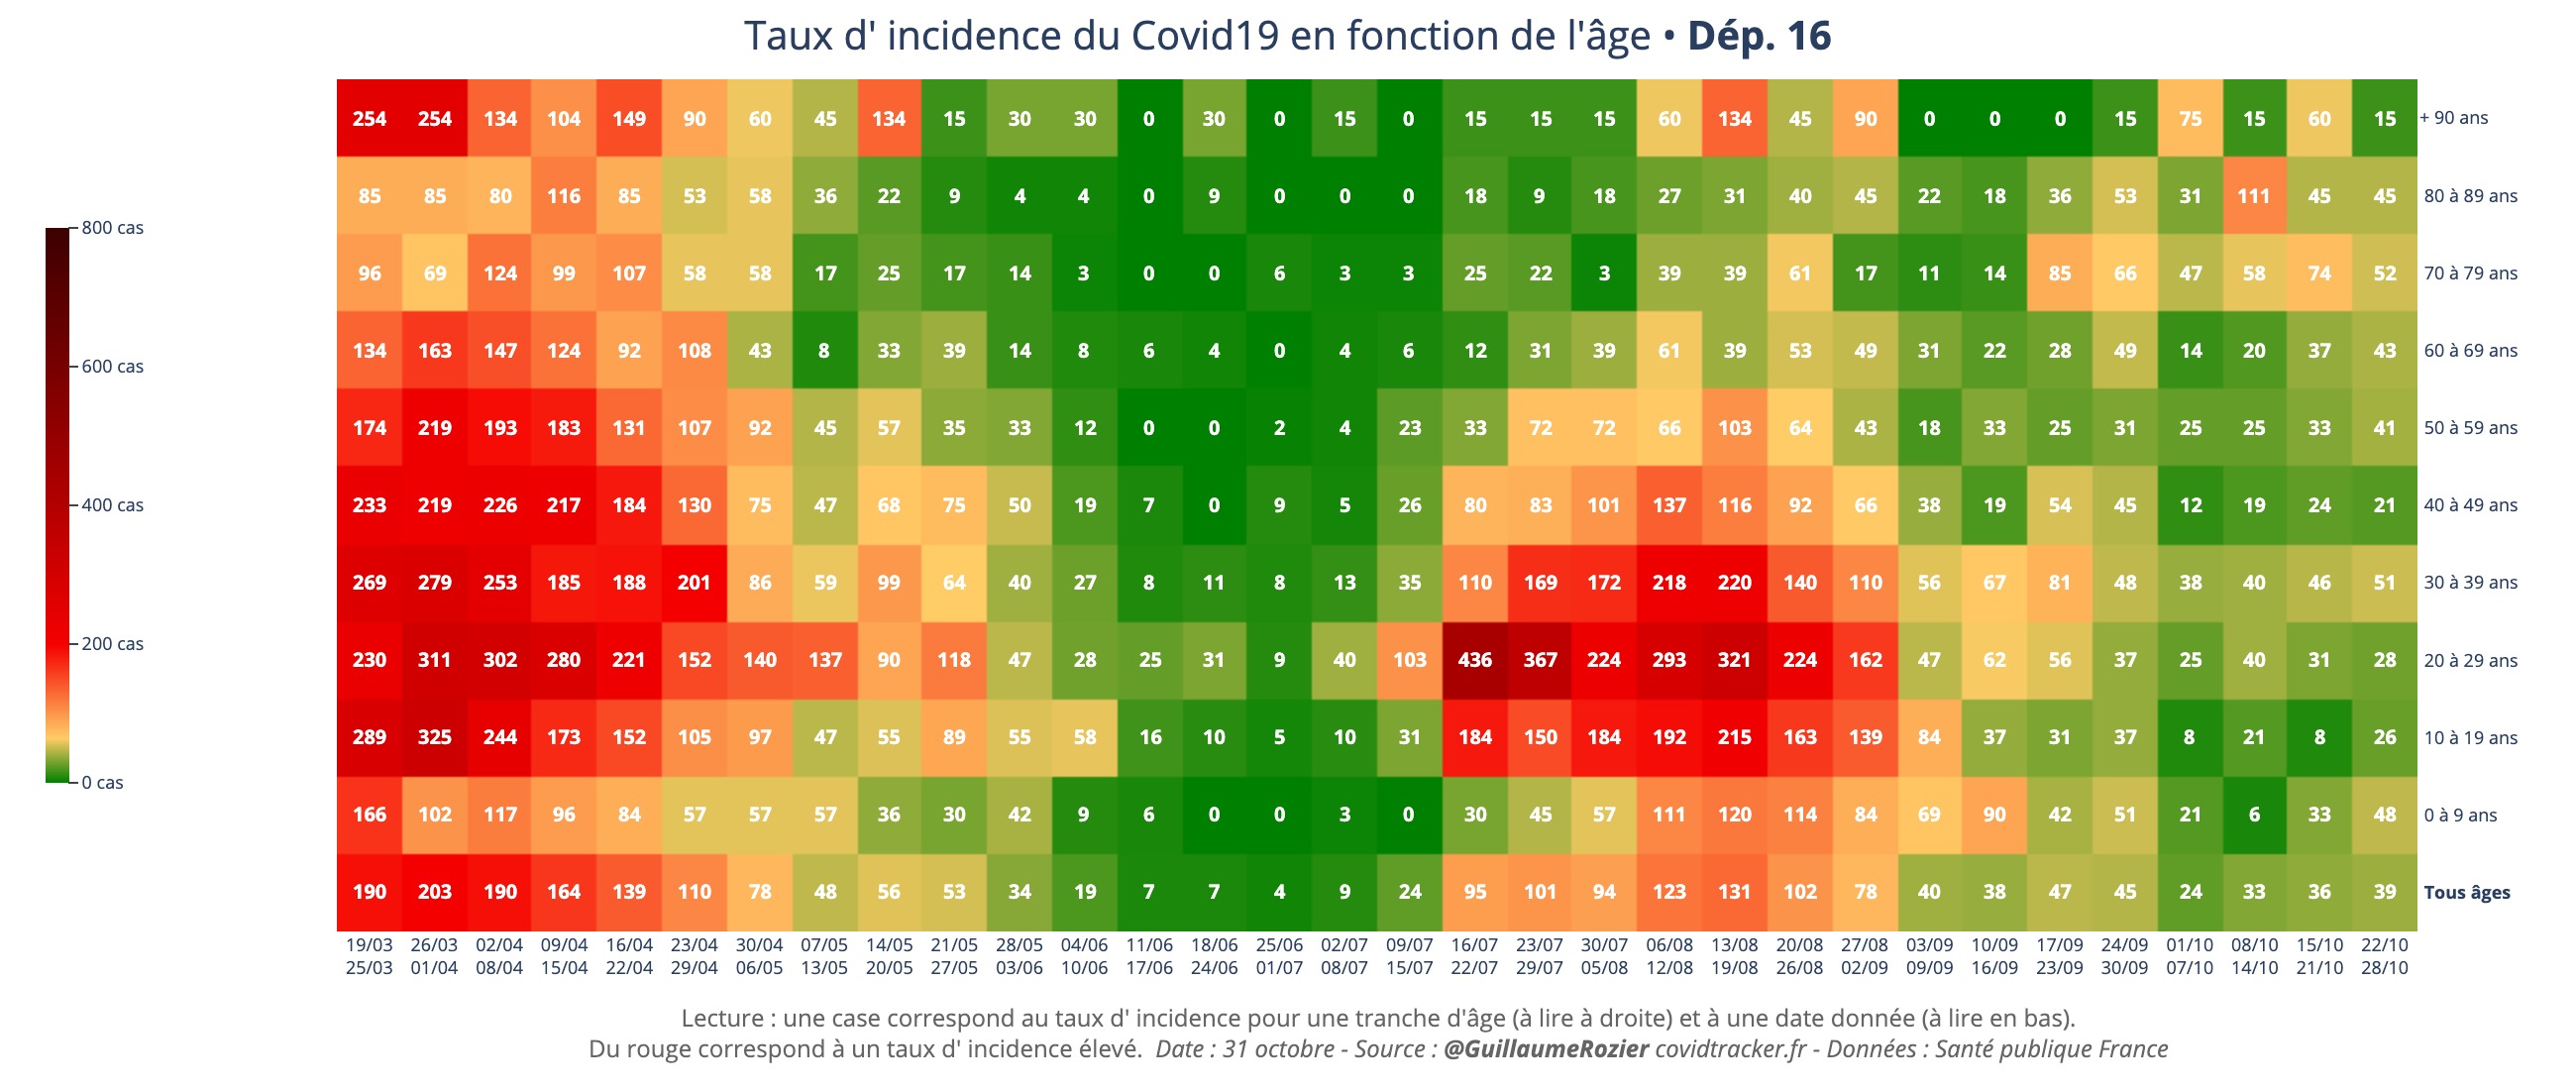 Taux d' incidence du Covid19 en fonction de l'âge • Dép. 16
254 254 134 104 149 90 60 45 134 15 30 30 0 30 0 15 0 15 15 15 60 134 45 90 0 0 0 15 75 15 60 15 + 90 ans
85 85 80 116 85 53 58 36 22 9 4 4 0 9 0 0 0 18 9 18 27 31 40 45 22 18 36 53 31 111 45 45 80 à 89 ans
96 69 124 99 107 58 58 17 25 17 14 3 0 0 6 3 3 25 22 3 39 39 61 17 11 14 85 66 47 58 74 52 70 à 79 ans
134 163 147 124 92 108 43 8 33 39 14 8 6 4 0 4 6 12 31 39 61 39 53 49 31 22 28 49 14 20 37 43 60 à 69 ans
174 219 193 183 131 107 92 45 57 35 33 12 0 0 2 4 23 33 72 72 66 103 64 43 18 33 25 31 25 25 33 41 50 à 59 ans
233 219 226 217 184 130 75 47 68 75 50 19 7 0 9 5 26 80 83 101 137 116 92 66 38 19 54 45 12 19 24 21 40 à 49 ans
269 279 253 185 188 201 86 59 99 64 40 27 8 11 8 13 35 110 169 172 218 220 140 110 56 67 81 48 38 40 46 51 30 à 39 ans
230 311 302 280 221 152 140 137 90 118 47 28 25 31 9 40 103 436 367 224 293 321 224 162 47 62 56 37 25 40 31 28 20 à 29 ans
289 325 244 173 152 105 97 47 55 89 55 58 16 10 5 10 31 184 150 184 192 215 163 139 84 37 31 37 8 21 8 26 10 à 19 ans
166 102 117 96 84 57 57 57 36 30 42 9 6 0 0 3 0 30 45 57 111 120 114 84 69 90 42 51 21 6 33 48 0 à 9 ans
190 203 190 164 139 110 78 48 56 53 34 19 7 7 4 9 24 95 101 94 123 131 102 78 40 38 47 45 24 33 36 39 Tous âges
19/03 26/03 02/04 09/04 16/04 23/04 30/04 07/05 14/05 21/05 28/05 04/06 11/06 18/06 25/06 02/07 09/07 16/07 23/07 30/07 06/08 13/08 20/08 27/08 03/09 10/09 17/09 24/09 01/10 08/10 15/10 22/10
25/03 01/04 08/04 15/04 22/04 29/04 06/05 13/05 20/05 27/05 03/06 10/06 17/06 24/06 01/07 08/07 15/07 22/07 29/07 05/08 12/08 19/08 26/08 02/09 09/09 16/09 23/09 30/09 07/10 14/10 21/10 28/10
800 cas
600 cas
400 cas
200 cas
0 cas
Lecture : une case correspond au taux d' incidence pour une tranche d'âge (à lire à droite) et à une date donnée (à lire en bas).
Du rouge correspond à un taux d' incidence élevé. Date : 31 octobre - Source : @GuillaumeRozier covidtracker.fr - Données : Santé publique France